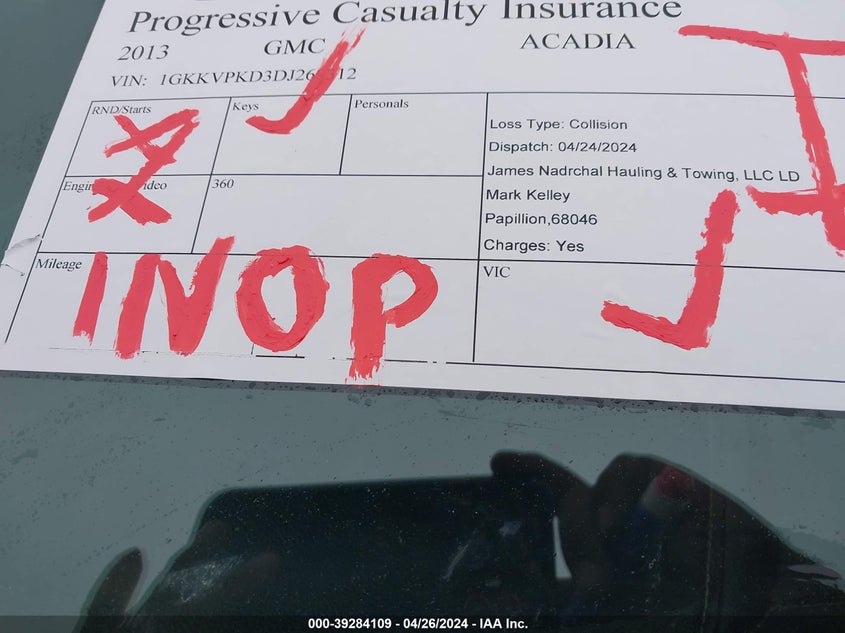 Progressive Casualty Insurance
2013 GMC ACADIA
VIN:
RND/Starts
Keys
Personals
Loss Type: Collision
Dispatch: 04/24/2024
James Nadrchal Hauling & Towing, LLC LD
Mark Kelley
Papillion,68046
Charges: Yes
360
Mileage
INOP
VIC
000-39284109 - 04/26/2024 - IAA Inc.